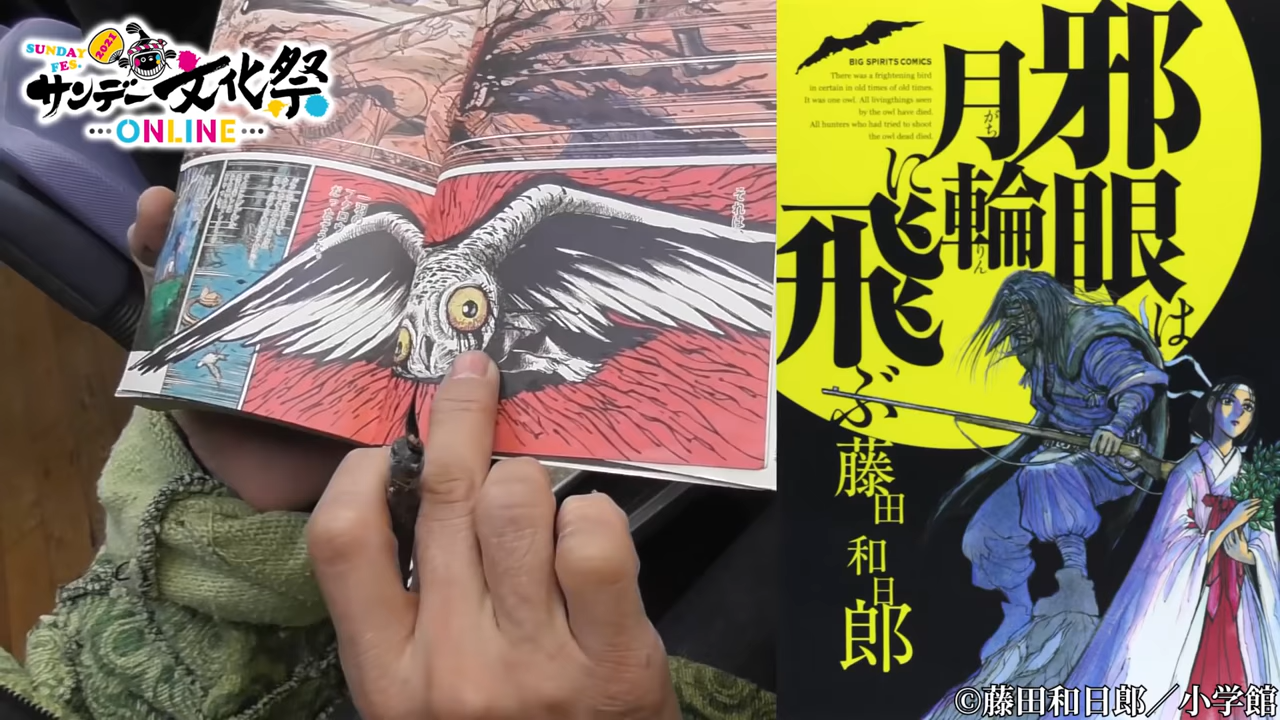 SUNDAY
FES.
2021
サンデー文化祭
ONLINE
それは、
BIG SPIRITS COMICS
There was a frightening bird
in certain in old times of old times.
It was one owl. All livingthings seen
by the owl have died.
All hunters who had tried to shoot
the owl dead died.
邪眼は
月輪に
がち
りん
飛ぶ
藤田和日郎
©藤田和日郎／小学館